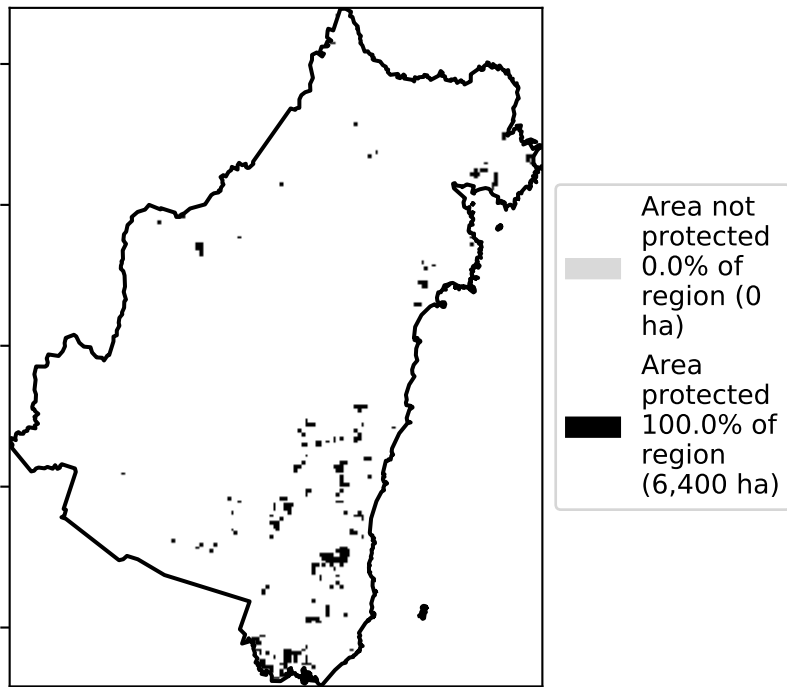 Area not
protected
0.0% of
region (0
ha)
Area
protected
100.0% of
region
(6,400 ha)